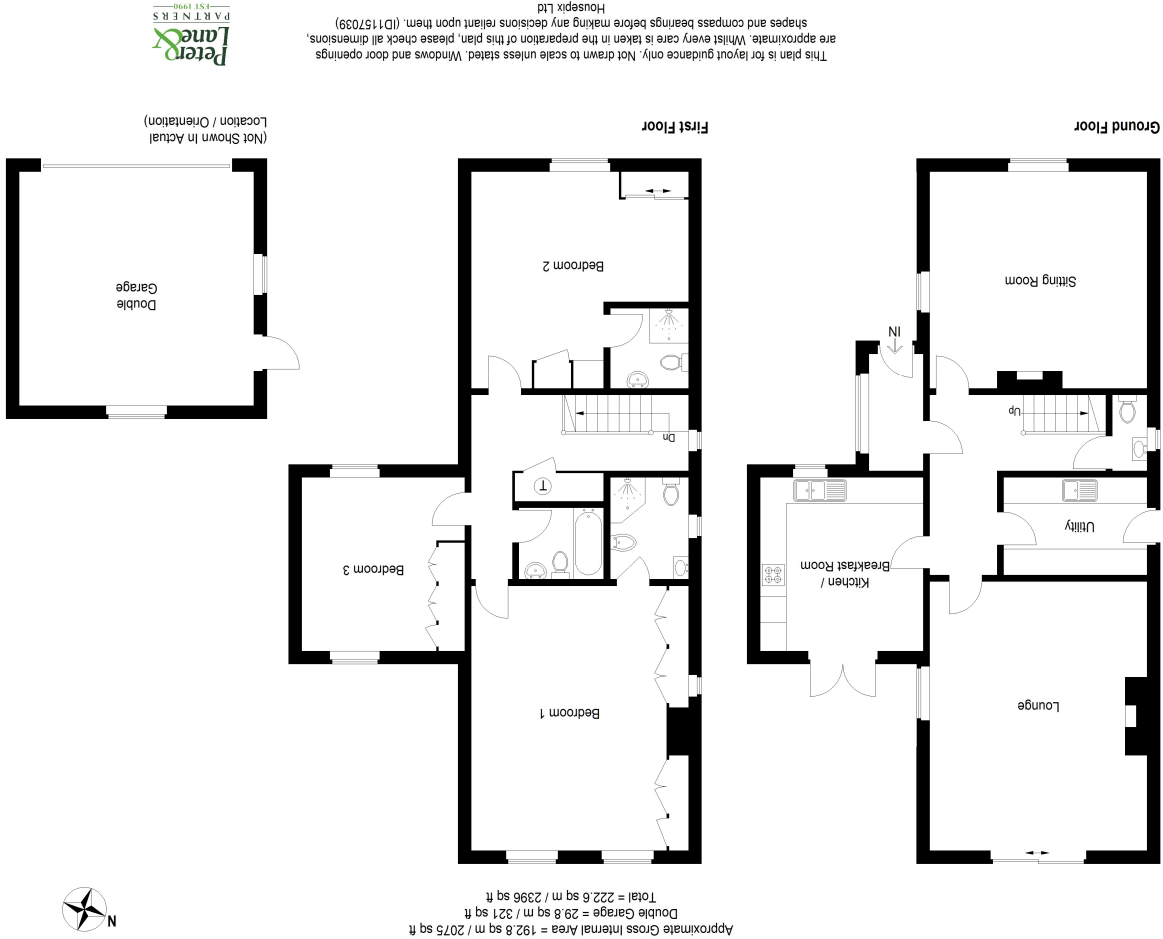 Approximate Gross Internal Area = 192.8 sq m / 2075 sq ft
Double Garage = 29.8 sq m / 321 sq ft
Total = 222.6 sq m / 2396 sq ft
N
Lounge
Kitchen /
Breakfast Room
Utility
Up
IN
Sitting Room
Ground Floor
Bedroom 1
Bedroom 3
T
Dn
Bedroom 2
First Floor
Double
Garage
(Not Shown In Actual
Location / Orientation)
This plan is for layout guidance only. Not drawn to scale unless stated. Windows and door openings
are approximate. Whilst every care is taken in the preparation of this plan, please check all dimensions,
shapes and compass bearings before making any decisions reliant upon them. (ID1157039)
Housepix Ltd
Peter &
Lane
PARTNERS
EST 1990